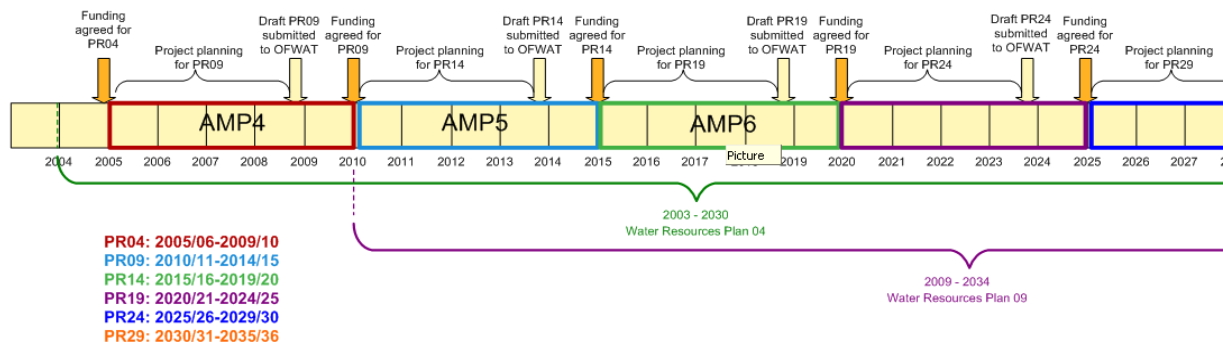 Funding
agreed for
PR04
Project planning
for PR09
Draft PR09
submitted
to OFWAT
Funding
agreed for
PR09
Project planning
for PR14
Draft PR14
submitted
to OFWAT
Funding
agreed for
PR14
Project planning
for PR19
Draft PR19
submitted
to OFWAT
Funding
agreed for
PR19
Project planning
for PR24
Draft PR24
submitted
to OFWAT
Funding
agreed for
PR24
Project planning
for PR29
AMP4
AMP5
AMP6
Picture
2004 2005 2006 2007 2008 2009 2010 2011 2012 2013 2014 2015 2016 2017 2018 2019 2020 2021 2022 2023 2024 2025 2026 2027
2003 - 2030
Water Resources Plan 04
2009 - 2034
Water Resources Plan 09
PR04: 2005/06-2009/10
PR09: 2010/11-2014/15
PR14: 2015/16-2019/20
PR19: 2020/21-2024/25
PR24: 2025/26-2029/30
PR29: 2030/31-2035/36